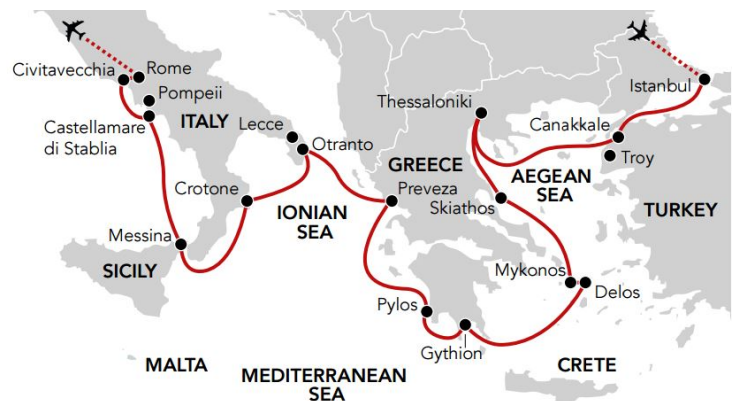 Civitavecchia
Rome
Pompeii
Castellamare
di Stablia
ITALY
Lecce
Otranto
Crotone
IONIAN
SEA
Messina
SICILY
MALTA
MEDITERRANEAN
SEA
Thessaloniki
GREECE
Preveza
Skiathos
Pylos
Gythion
Istanbul
Canakkale
Troy
AEGEAN
SEA
TURKEY
Mykonos
Delos
CRETE